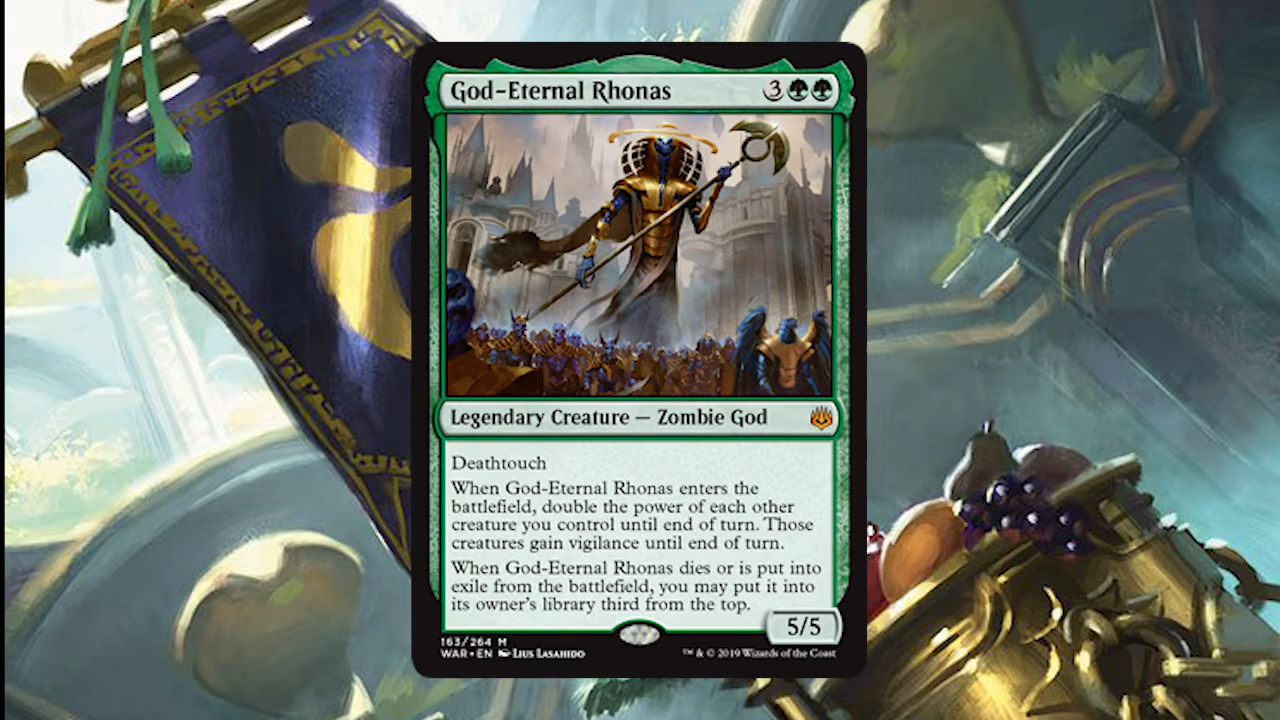 God-Eternal Rhonas 3
Legendary Creature — Zombie God
Deathtouch
When God-Eternal Rhonas enters the
battlefield, double the power of each other
creature you control until end of turn. Those
creatures gain vigilance until end of turn.
When God-Eternal Rhonas dies or is put into
exile from the battlefield, you may put it into
its owner's library third from the top.
5/5
163/264 M
WAR • EN Lius Lasahido
™ & © 2019 Wizards of the Coast